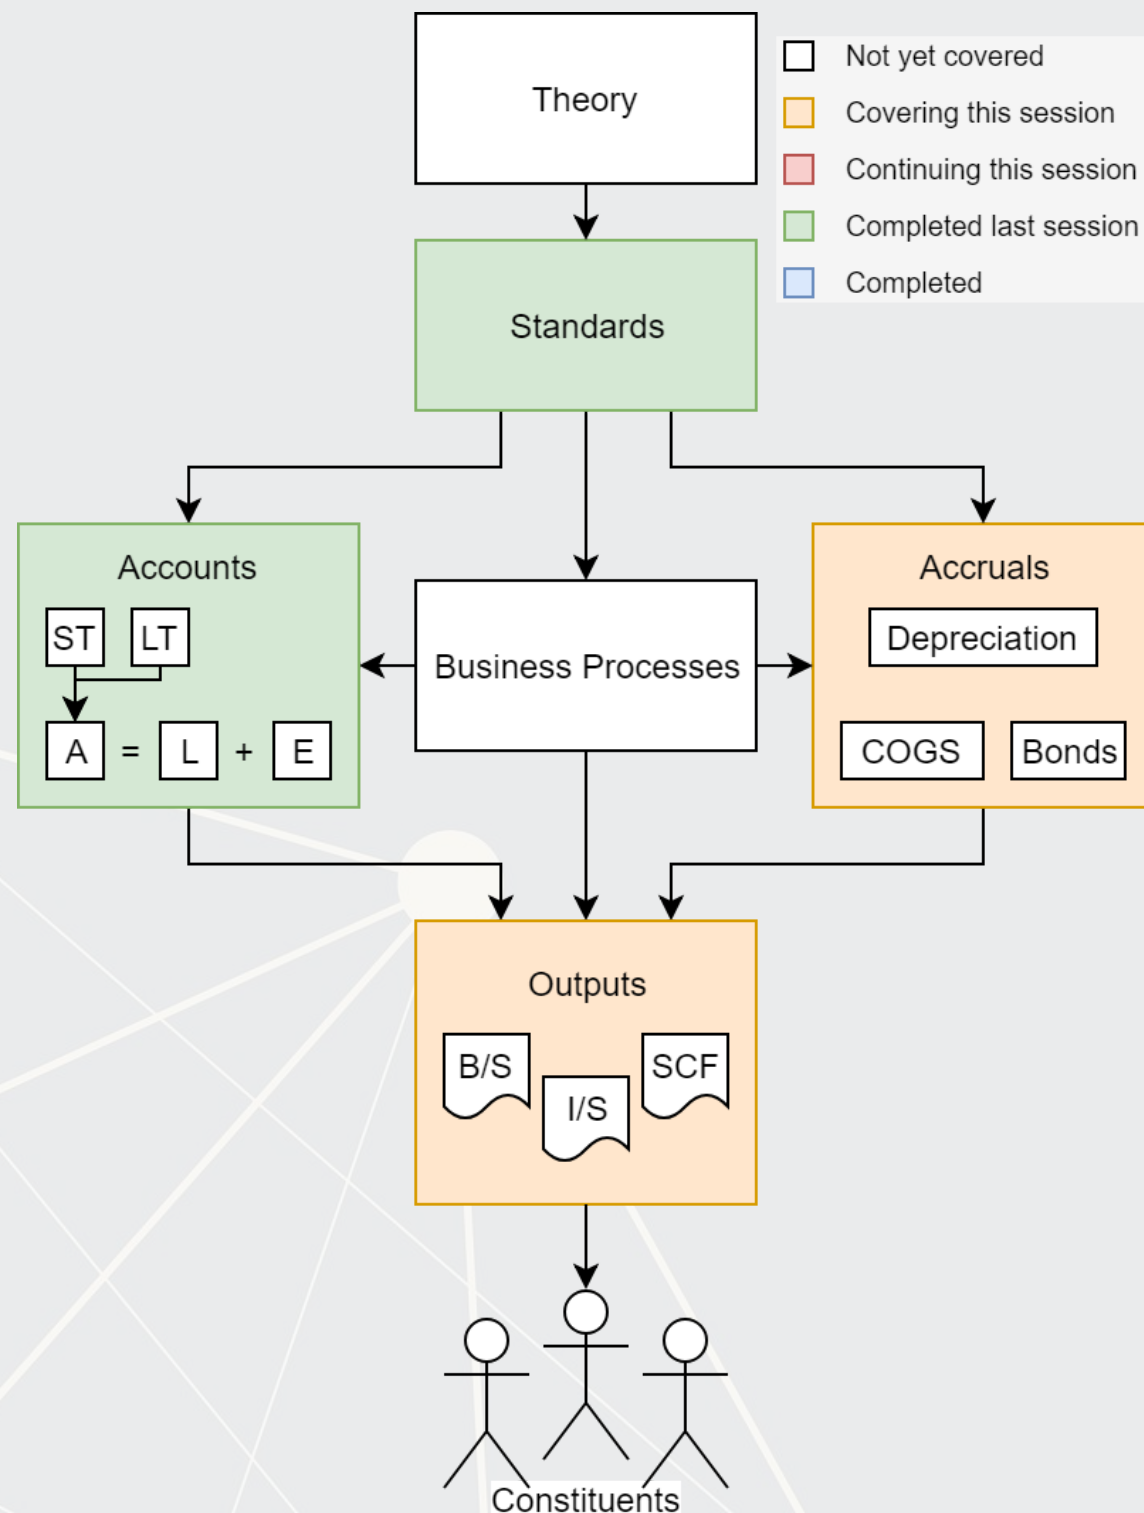 Theory
Not yet covered
Covering this session
Continuing this session
Completed last session
Completed
Standards
Accounts
ST LT
A = L + E
Business Processes
Accruals
Depreciation
COGS Bonds
Outputs
B/S I/S SCF
Constituents